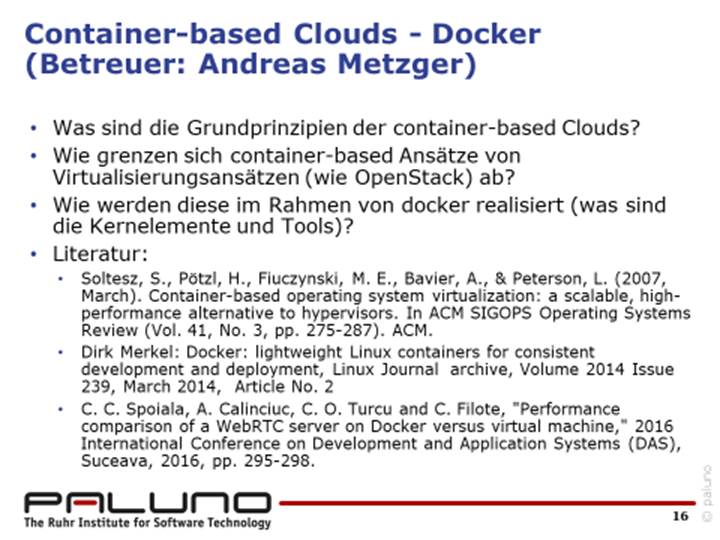 Container-based Clouds - Docker
(Betreuer: Andreas Metzger)
• Was sind die Grundprinzipien der container-based Clouds?
• Wie grenzen sich container-based Ansätze von
Virtualisierungsansätzen (wie OpenStack) ab?
• Wie werden diese im Rahmen von docker realisiert (was sind
die Kernelemente und Tools)?
• Literatur:
• Soltesz, S., Pötzl, H., Fiuczynski, M. E., Bavier, A., & Peterson, L. (2007,
March). Container-based operating system virtualization: a scalable, high-
performance alternative to hypervisors. In ACM SIGOPS Operating Systems
Review (Vol. 41, No. 3, pp. 275-287). ACM.
• Dirk Merkel: Docker: lightweight Linux containers for consistent
development and deployment, Linux Journal archive, Volume 2014 Issue
239, March 2014, Article No. 2
• C. C. Spoiala, A. Calinciuc, C. O. Turcu and C. Filote, "Performance
comparison of a WebRTC server on Docker versus virtual machine," 2016
International Conference on Development and Application Systems (DAS),
Suceava, 2016, pp. 295-298.
PALUNO
The Ruhr Institute for Software Technology
16
© paluno